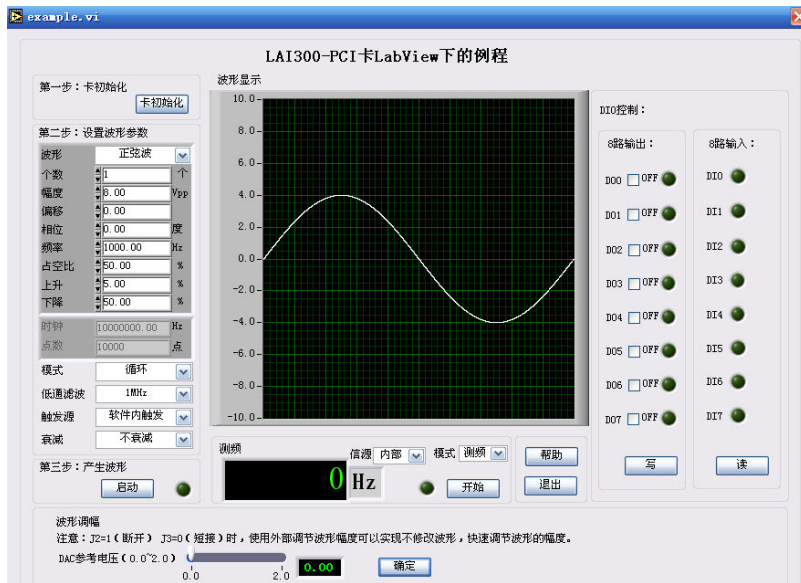 example.vi
LAI300-PCI卡LabView下的例程
第一步：卡初始化
卡初始化
第二步：设置波形参数
波形 正弦波
个数 1 个
幅度 8.00 Vpp
偏移 0.00
相位 0.00 度
频率 1000.00 Hz
占空比 50.00 %
上升 5.00 %
下降 50.00 %
时钟 10000000.00 Hz
点数 10000 点
模式 循环
低通滤波 1MHz
触发源 软件内触发
衰减 不衰减
第三步：产生波形
启动
波形显示
10.0
8.0
6.0
4.0
2.0
0.0
-2.0
-4.0
-6.0
-8.0
-10.0
测频
信源 内部 模式 测频
0 Hz
开始
帮助
退出
DIO控制：
8路输出：
DO0 OFF
DO1 OFF
DO2 OFF
DO3 OFF
DO4 OFF
DO5 OFF
DO6 OFF
DO7 OFF
写
8路输入：
DI0
DI1
DI2
DI3
DI4
DI5
DI6
DI7
读
波形调幅
注意：J2=1（断开） J3=0（短接）时，使用外部调节波形幅度可以实现不修改波形，快速调节波形的幅度。
DAC参考电压（0.0~2.0）
0.0 2.0
0.00
确定